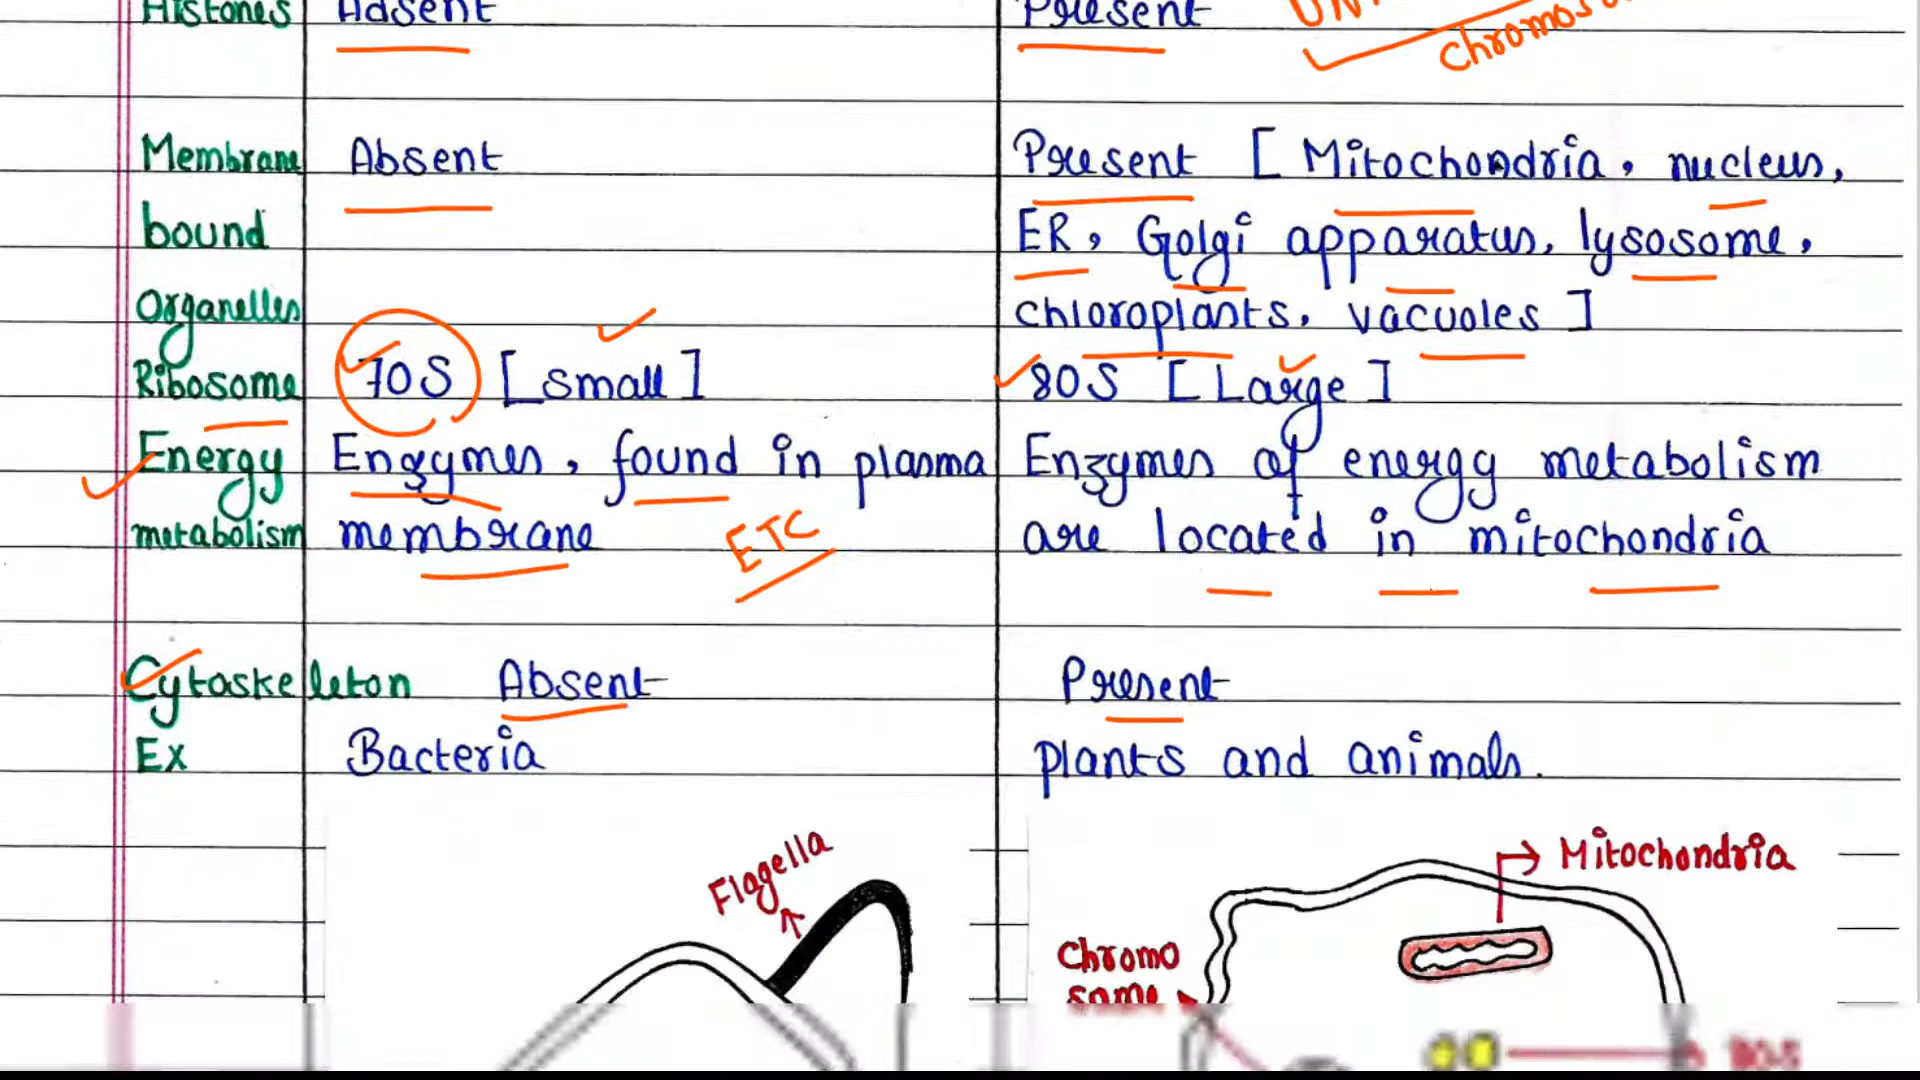 Histones Absent Present
chromoso
Membrane Absent Present [ Mitochondria, nucleus,
bound ER, Golgi apparatus, lysosome,
Organelles chloroplasts, vacuoles ]
Ribosome 70S [small] 80S [Large]
Energy Enzymes, found in plasma Enzymes of energy metabolism
metabolism membrane ETC are located in mitochondria
Cytoskeleton Absent Present
Ex Bacteria plants and animals.
Flagella
Mitochondria
Chromo
some